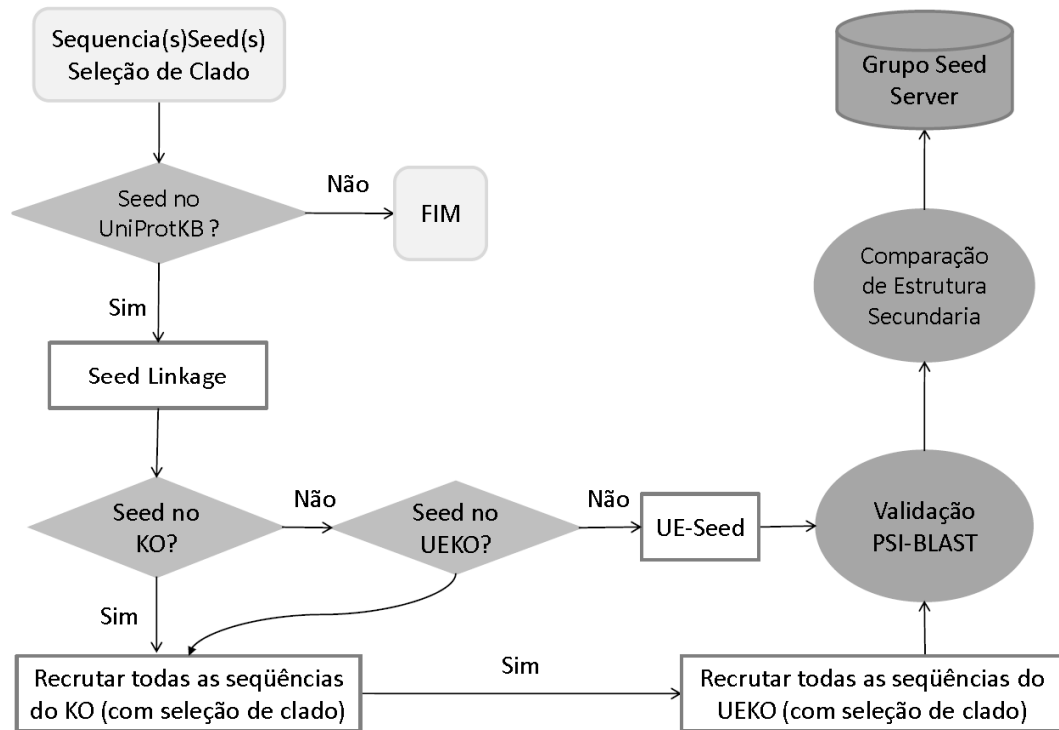 Sequencia(s)Seed(s)
Seleção de Clado
Seed no
UniProtKB ?
Não
FIM
Sim
Seed Linkage
Seed no
KO?
Não
Seed no
UEKO?
Não
UE-Seed
Validação
PSI-BLAST
Comparação
de Estrutura
Secundaria
Grupo Seed
Server
Sim
Recrutar todas as seqüências
do KO (com seleção de clado)
Sim
Recrutar todas as seqüências do
UEKO (com seleção de clado)